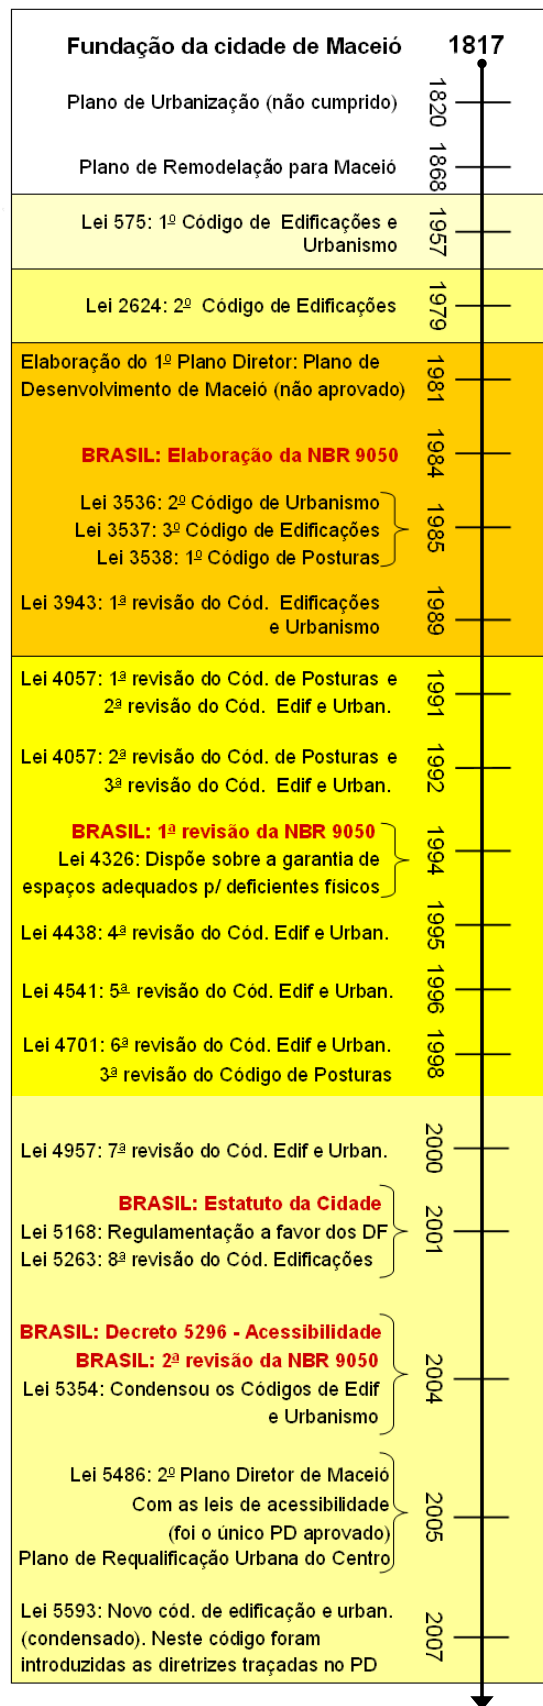 Fundação da cidade de Maceió 1817
Plano de Urbanização (não cumprido) 1820
Plano de Remodelação para Maceió 1868
Lei 575: 1º Código de Edificações e
Urbanismo
1957
Lei 2624: 2º Código de Edificações 1979
Elaboração do 1º Plano Diretor: Plano de
Desenvolvimento de Maceió (não aprovado)
1981
BRASIL: Elaboração da NBR 9050 1984
Lei 3536: 2º Código de Urbanismo
Lei 3537: 3º Código de Edificações
Lei 3538: 1º Código de Posturas
1985
Lei 3943: 1ª revisão do Cód. Edificações
e Urbanismo
1989
Lei 4057: 1ª revisão do Cód. de Posturas e
2ª revisão do Cód. Edif e Urban.
1991
Lei 4057: 2ª revisão do Cód. de Posturas e
3ª revisão do Cód. Edif e Urban.
1992
BRASIL: 1ª revisão da NBR 9050
Lei 4326: Dispõe sobre a garantia de
espaços adequados p/ deficientes físicos
1994
Lei 4438: 4ª revisão do Cód. Edif e Urban. 1995
Lei 4541: 5ª revisão do Cód. Edif e Urban. 1996
Lei 4701: 6ª revisão do Cód. Edif e Urban.
3ª revisão do Código de Posturas
1998
Lei 4957: 7ª revisão do Cód. Edif e Urban. 2000
BRASIL: Estatuto da Cidade
Lei 5168: Regulamentação a favor dos DF
Lei 5263: 8ª revisão do Cód. Edificações
2001
BRASIL: Decreto 5296 - Acessibilidade
BRASIL: 2ª revisão da NBR 9050
Lei 5354: Condensou os Códigos de Edif
e Urbanismo
2004
Lei 5486: 2º Plano Diretor de Maceió
Com as leis de acessibilidade
(foi o único PD aprovado)
Plano de Requalificação Urbana do Centro
2005
Lei 5593: Novo cód. de edificação e urban.
(condensado). Neste código foram
introduzidas as diretrizes traçadas no PD
2007